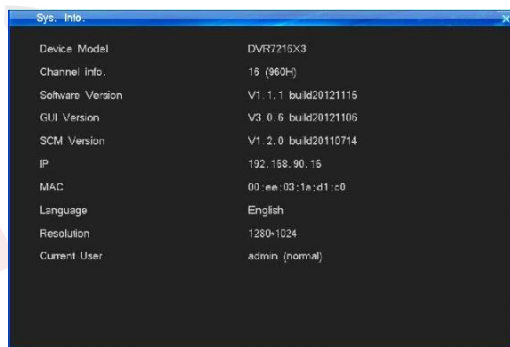 Sys. Info.
Device Model DVR7216X3
Channel info. 16 (960H)
Software Version V1.1.1 build20121115
GUI Version V3.0.6 build20121106
SCM Version V1.2.0 build20110714
IP 192.158.90.15
MAC 00:ee:03:1a:d1:c0
Language English
Resolution 1280*1024
Current User admin (normal)